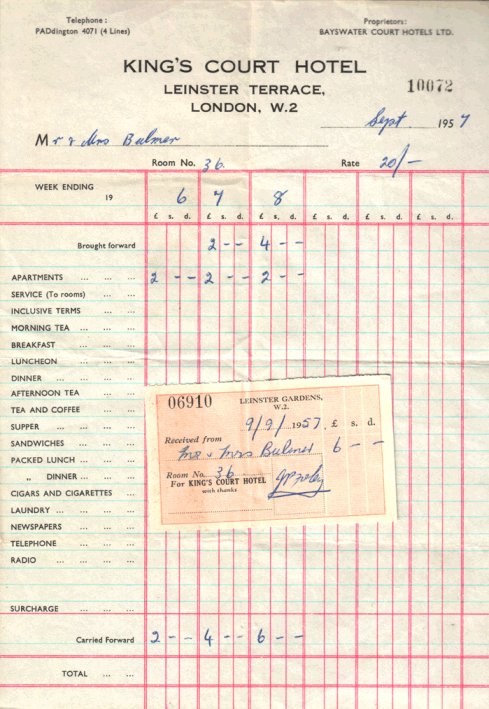 Telephone :
PADdington 4071 (4 Lines)
Proprietors:
BAYSWATER COURT HOTELS LTD.
KING'S COURT HOTEL
LEINSTER TERRACE,
LONDON, W.2
10072
Sept 1957
Mr & Mrs Bulmer
Room No. 36. Rate 20/-
WEEK ENDING 19 6 7 8
£ s. d. £ s. d. £ s. d. £ s. d. £ s. d. £ s. d.
Brought forward 2 - - 4 - -
APARTMENTS ... ... 2 - - 2 - - 2 - -
SERVICE (To rooms) ... ...
INCLUSIVE TERMS ... ...
MORNING TEA ... ... ...
BREAKFAST ... ... ...
LUNCHEON ... ... ...
DINNER ... ... ... ...
AFTERNOON TEA ... ...
TEA AND COFFEE ... ...
SUPPER ... ... ... ...
SANDWICHES ... ... ...
PACKED LUNCH ... ... ...
„ DINNER ... ... ...
CIGARS AND CIGARETTES ...
LAUNDRY ... ... ... ...
NEWSPAPERS ... ...
TELEPHONE ... ...
RADIO ... ... ... ...
SURCHARGE ... ...
Carried Forward 2 - - 4 - - 6 - -
TOTAL ... ...
06910
LEINSTER GARDENS,
W.2.
9/9/1957 £ s. d.
Received from
Mr & Mrs Bulmer 6 - -
Room No. 36
For KING'S COURT HOTEL
with thanks